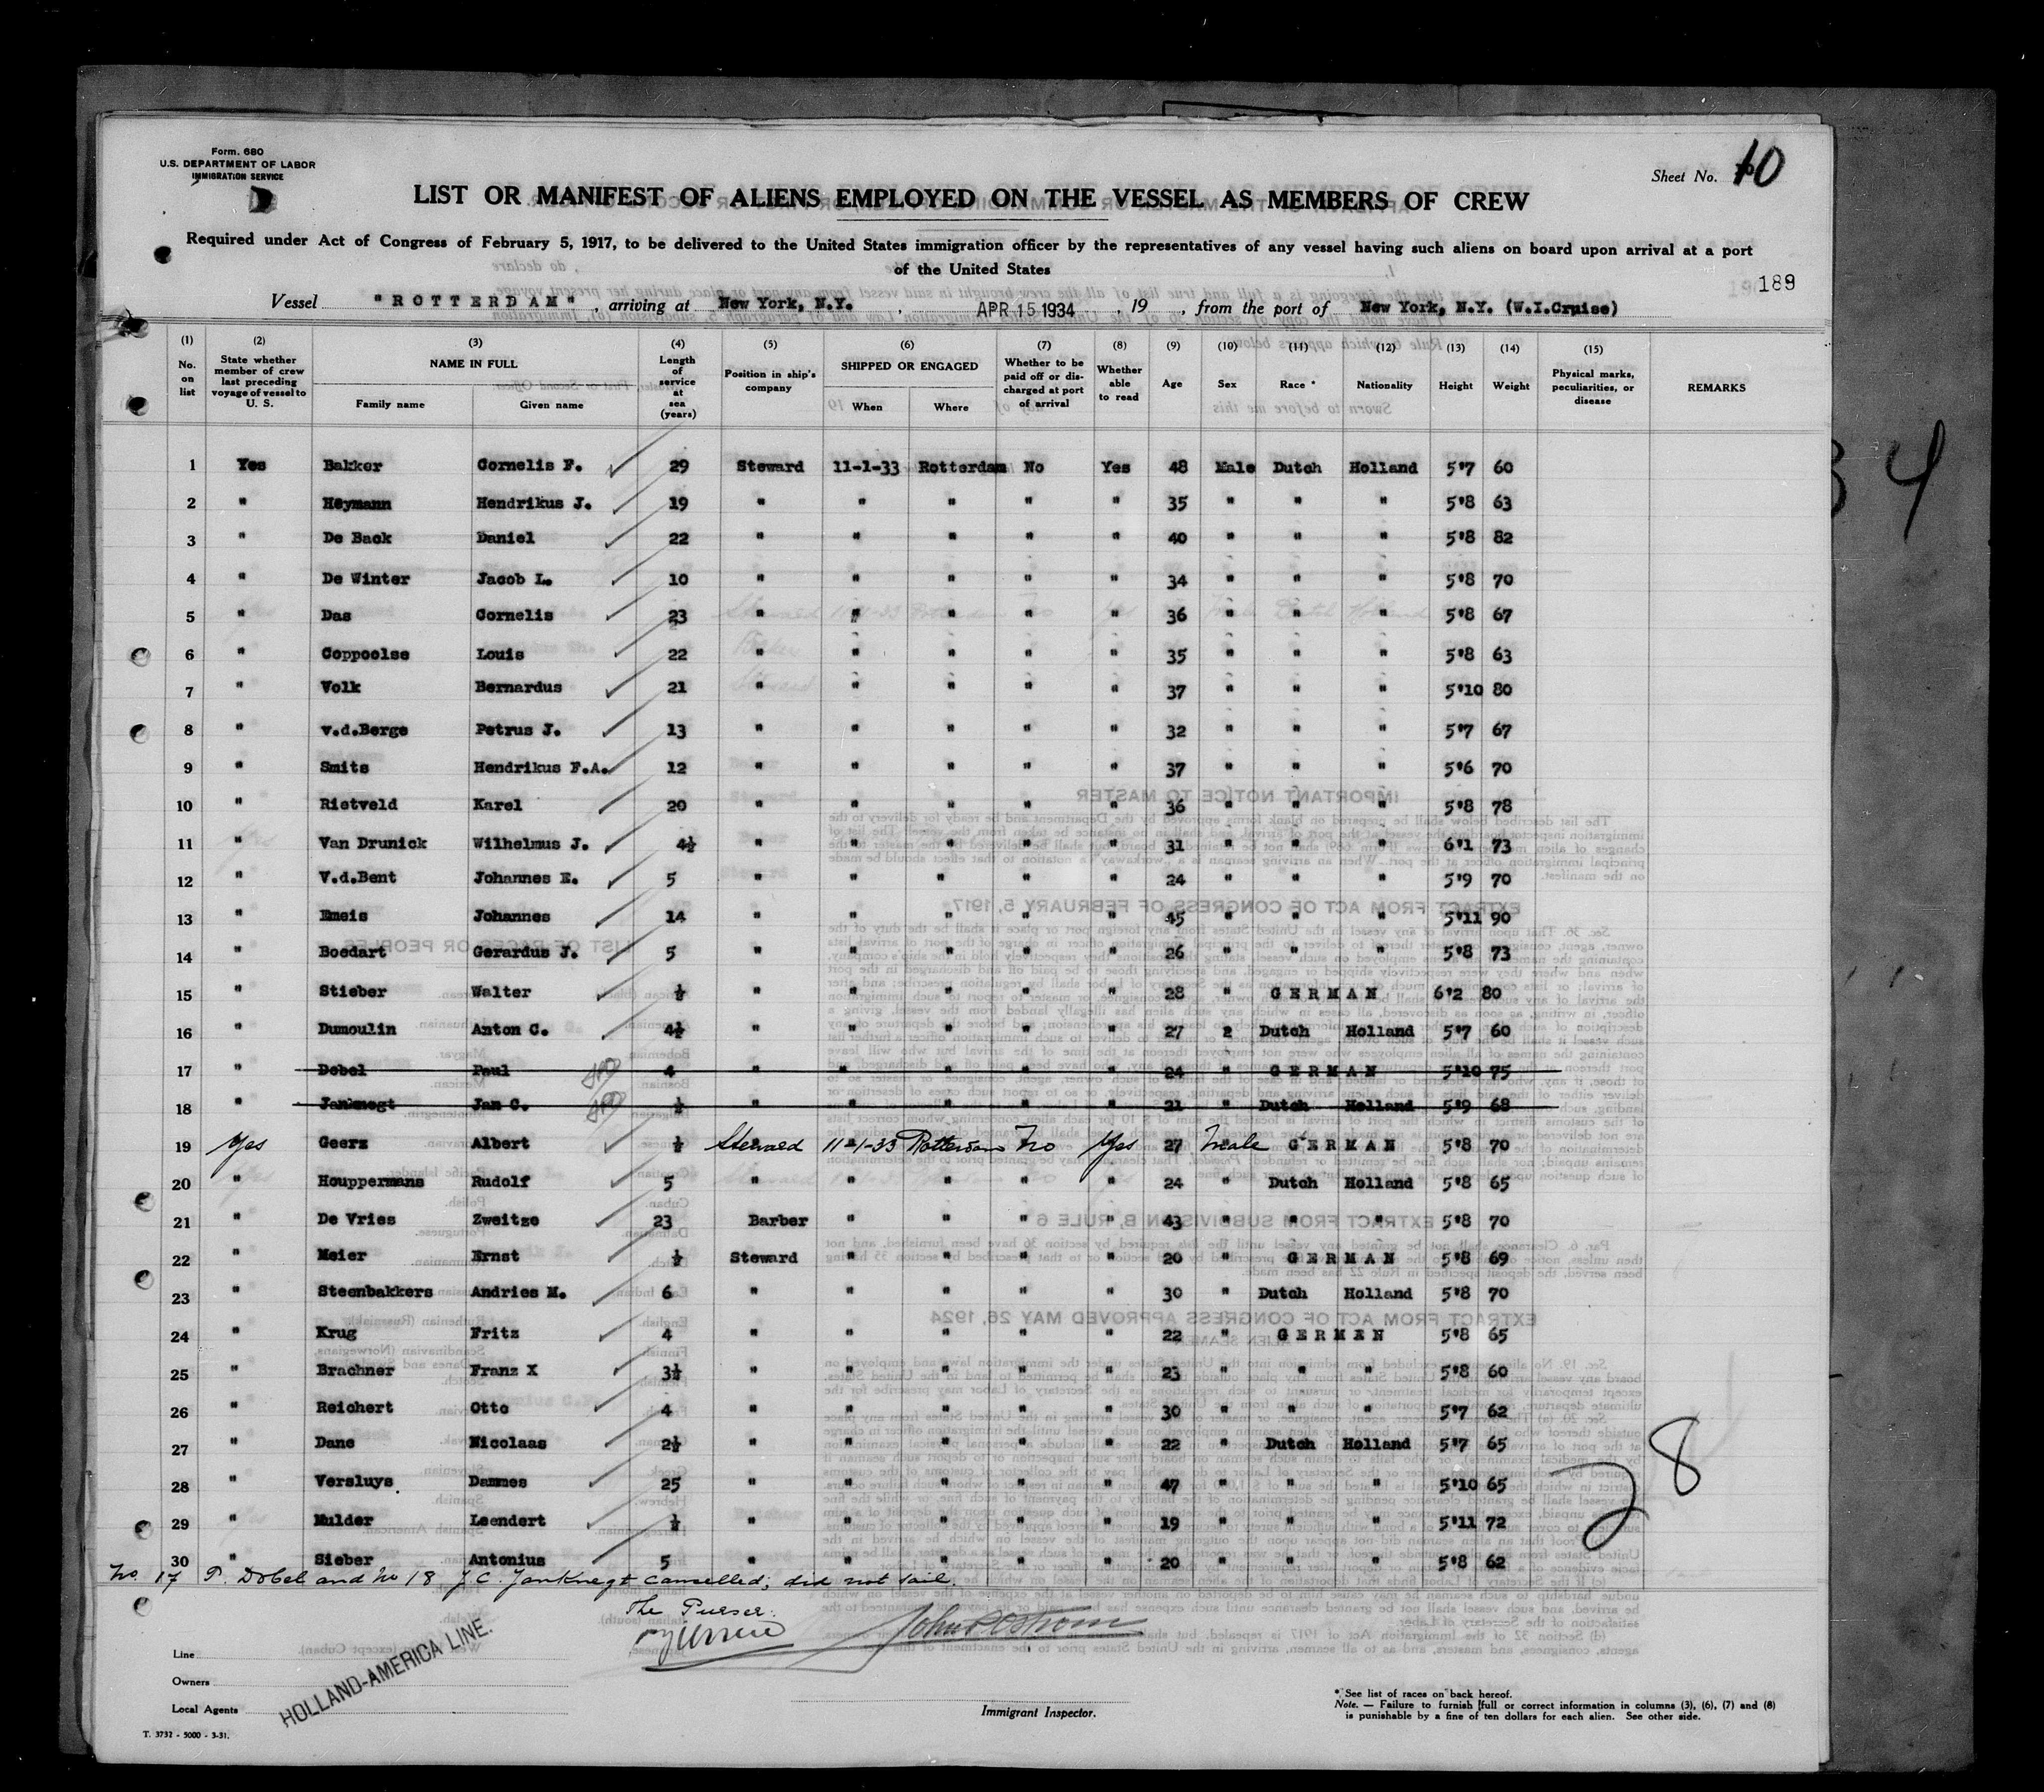 Form. 680
U.S. DEPARTMENT OF LABOR
IMMIGRATION SERVICE
Sheet No. 10
LIST OR MANIFEST OF ALIENS EMPLOYED ON THE VESSEL AS MEMBERS OF CREW
Required under Act of Congress of February 5, 1917, to be delivered to the United States immigration officer by the representatives of any vessel having such aliens on board upon arrival at a port
of the United States
189
Vessel "ROTTERDAM", arriving at New York, N.Y., APR 15 1934, 19 , from the port of New York, N.Y. (W.I.Cruise)
(1) (2) (3) (4) (5) (6) (7) (8) (9) (10) (11) (12) (13) (14) (15)
No. on list State whether member of crew last preceding voyage of vessel to U. S. NAME IN FULL Family name Given name Length of service at sea (years) Position in ship's company SHIPPED OR ENGAGED When Where Whether to be paid off or discharged at port of arrival Whether able to read Age Sex Race * Nationality Height Weight Physical marks, peculiarities, or disease REMARKS
1 Yes Bakker Cornelis F. 29 Steward 11-1-33 Rotterdam No Yes 48 Male Dutch Holland 5'7 60
2 " Heymann Hendrikus J. 19 " " " " " 35 " " " 5'8 63
3 " De Back Daniel 22 " " " " " 40 " " " 5'8 82
4 " De Winter Jacob L. 10 " " " " " 34 " " " 5'8 70
5 " Das Cornelis 23 " " " " " 36 " " " 5'8 67
6 " Coppoolse Louis 22 " " " " " 35 " " " 5'8 63
7 " Volk Bernardus 21 " " " " " 37 " " " 5'10 80
8 " v.d.Berge Petrus J. 13 " " " " " 32 " " " 5'7 67
9 " Smits Hendrikus F.A. 12 " " " " " 37 " " " 5'6 70
10 " Rietveld Karel 20 " " " " " 36 " " " 5'8 78
11 " Van Drunick Wilhelmus J. 4½ " " " " " 31 " " " 6'1 73
12 " V.d.Bent Johannes E. 5 " " " " " 24 " " " 5'9 70
13 " Emeis Johannes 14 " " " " " 45 " " " 5'11 90
14 " Boedart Gerardus J. 5 " " " " " 26 " " " 5'8 73
15 " Stieber Walter ½ " " " " " 28 " GERMAN 6'2 80
16 " Dumoulin Anton C. 4½ " " " " " 27 2 Dutch Holland 5'7 60
17 " Dobel Paul 4 " " " " " 24 " GERMAN 5'10 75
18 " Janknegt Jan C. ½ " " " " " 21 " Dutch Holland 5'9 68
19 Yes Geerz Albert ½ Steward 11-1-33 Rotterdam No Yes 27 Male GERMAN 5'8 70
20 " Houppermans Rudolf 5 " " " " " 24 " Dutch Holland 5'8 65
21 " De Vries Zweitze 23 Barber " " " " 43 " " " 5'8 70
22 " Meier Ernst ½ Steward " " " " 20 " GERMAN 5'8 69
23 " Steenbakkers Andries M. 6 " " " " " 30 " Dutch Holland 5'8 70
24 " Krug Fritz 4 " " " " " 22 " GERMAN 5'8 65
25 " Brachner Franz X 3½ " " " " " 23 " " " 5'8 60
26 " Reichert Otto 4 " " " " " 30 " " " 5'7 62
27 " Dane Nicolaas 2½ " " " " " 22 " Dutch Holland 5'7 65
28 " Versluys. Dammes 25 " " " " " 47 " " " 5'10 65
29 " Mulder Leendert ½ " " " " " 19 " " " 5'11 72
30 " Sieber Antonius 5 " " " " " 20 " " " 5'8 62
28
No. 17 P. Dobel and No 18 J.C. Janknegt cancelled; did not sail.
The Purser:
Line
Owners
Local Agents
HOLLAND-AMERICA LINE.
Immigrant Inspector.
* See list of races on back hereof.
Note. — Failure to furnish full or correct information in columns (3), (6), (7) and (8)
is punishable by a fine of ten dollars for each alien. See other side.
T. 3732 - 5000 - 3-31.
34